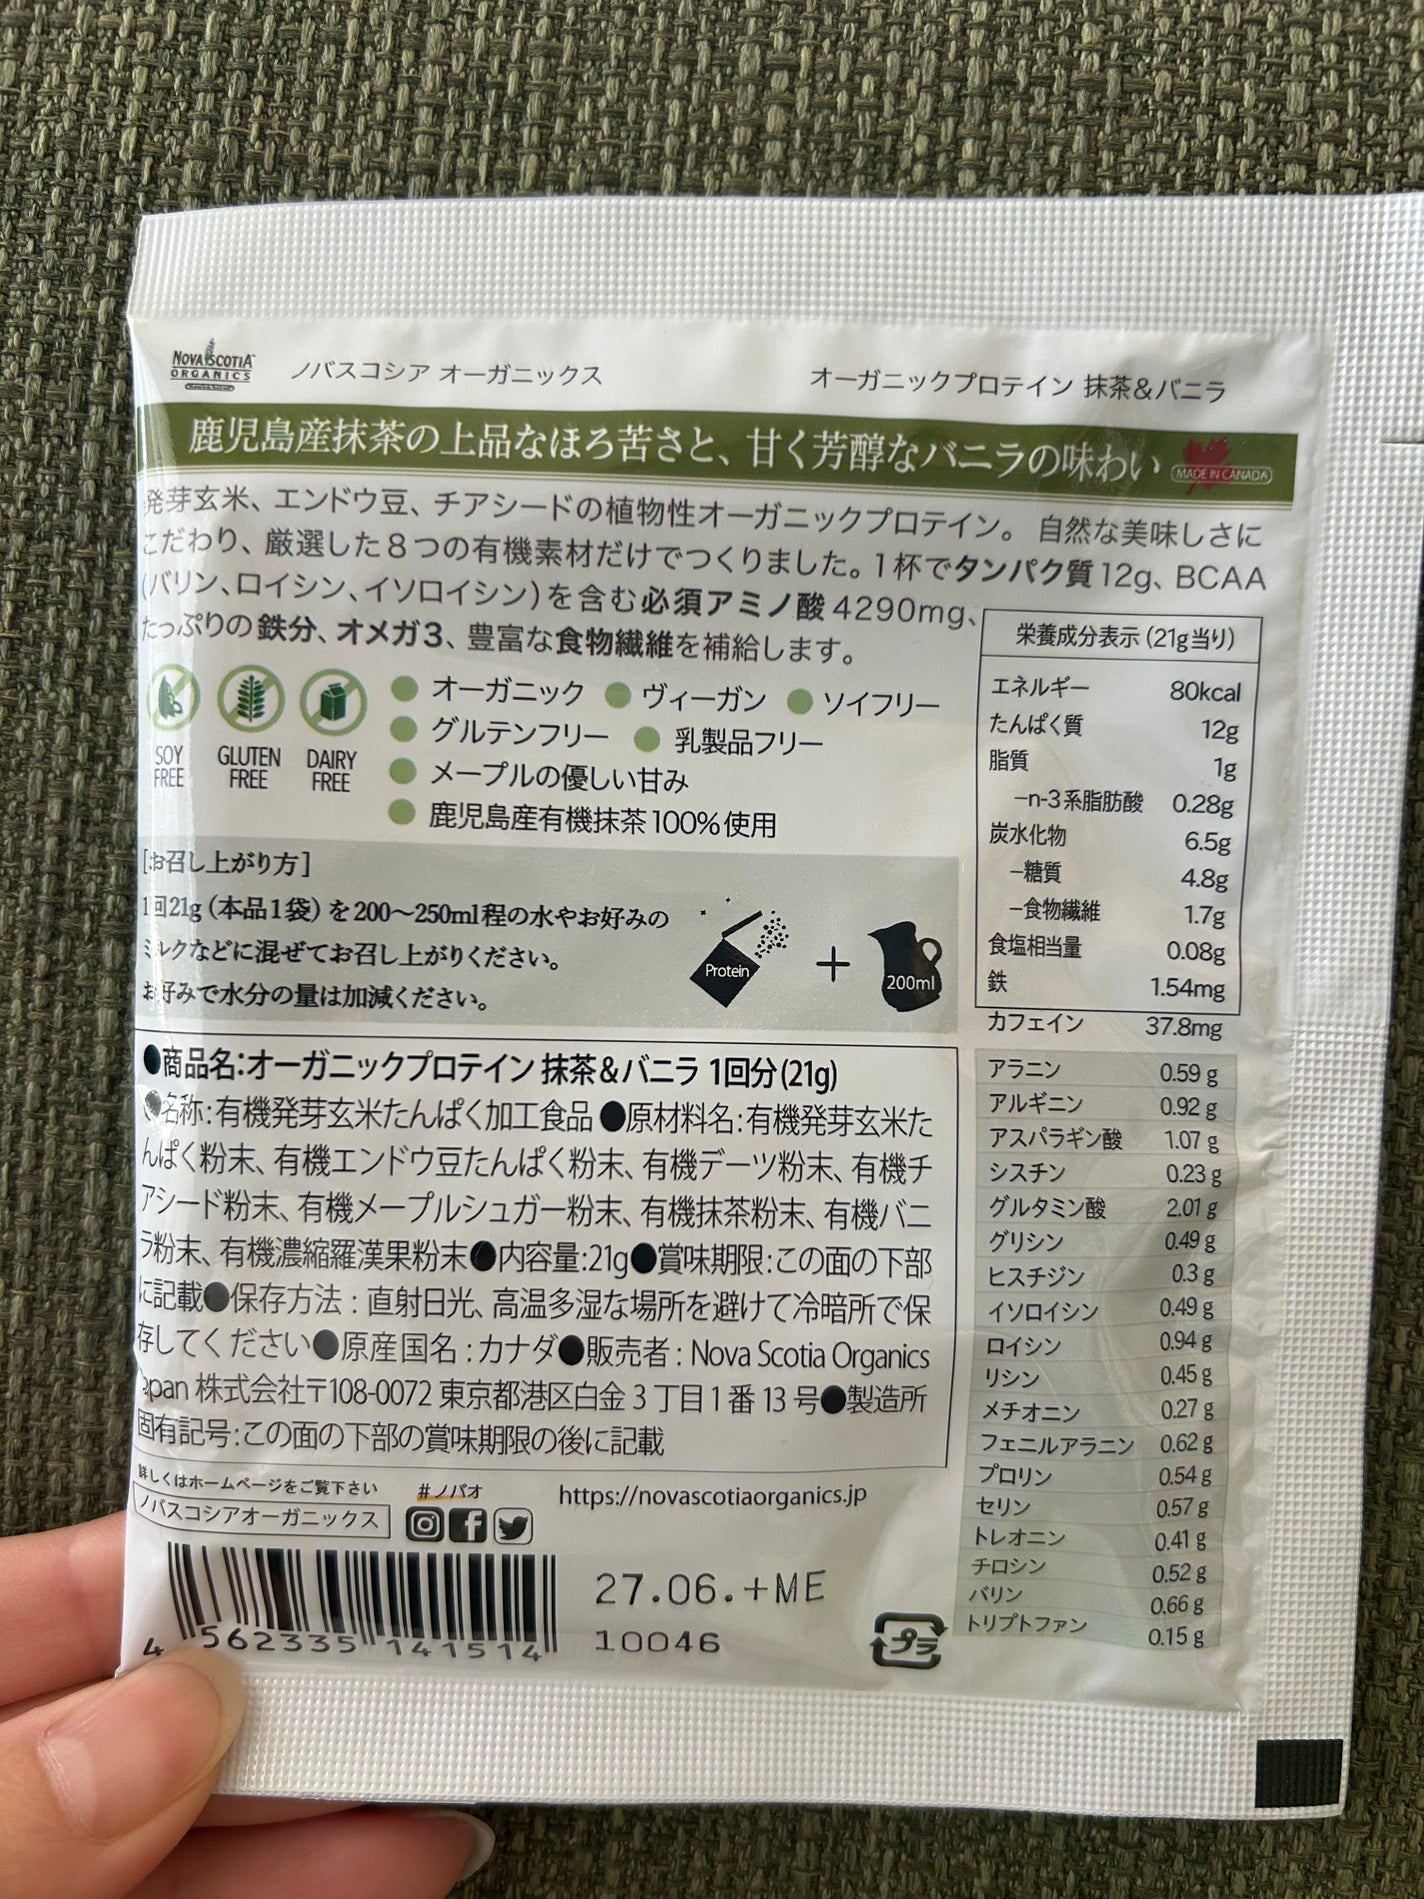 NOVA SCOTIA
ORGANICS
ノバスコシア オーガニックス
オーガニックプロテイン 抹茶&バニラ
鹿児島産抹茶の上品なほろ苦さと、甘く芳醇なバニラの味わい
MADE IN CANADA
発芽玄米、エンドウ豆、チアシードの植物性オーガニックプロテイン。 自然な美味しさに
こだわり、厳選した8つの有機素材だけでつくりました。1杯でタンパク質12g、BCAA
(バリン、ロイシン、イソロイシン)を含む必須アミノ酸4290mg、
たっぷりの鉄分、オメガ3、豊富な食物繊維を補給します。
SOY
FREE
GLUTEN
FREE
DAIRY
FREE
● オーガニック ● ヴィーガン ● ソイフリー
● グルテンフリー ● 乳製品フリー
● メープルの優しい甘み
● 鹿児島産有機抹茶100%使用
[お召し上がり方]
1回21g(本品1袋)を200〜250ml程の水やお好みの
ミルクなどに混ぜてお召し上がりください。
お好みで水分の量は加減ください。
Protein
+
200ml
●商品名:オーガニックプロテイン 抹茶&バニラ 1回分(21g)
●名称:有機発芽玄米たんぱく加工食品●原材料名:有機発芽玄米た
んぱく粉末、有機エンドウ豆たんぱく粉末、有機デーツ粉末、有機チ
アシード粉末、有機メープルシュガー粉末、有機抹茶粉末、有機バニ
ラ粉末、有機濃縮羅漢果粉末●内容量:21g●賞味期限:この面の下部
に記載●保存方法:直射日光、高温多湿な場所を避けて冷暗所で保
存してください●原産国名:カナダ●販売者:Nova Scotia Organics
Japan 株式会社〒108-0072 東京都港区白金3丁目1番13号●製造所
固有記号:この面の下部の賞味期限の後に記載
詳しくはホームページをご覧下さい
ノバスコシアオーガニックス
#ノバオ
https://novascotiaorganics.jp
4 562335 141514
27.06.+ME
10046
プラ
栄養成分表示(21g当り)
エネルギー 80kcal
たんぱく質 12g
脂質 1g
−n-3系脂肪酸 0.28g
炭水化物 6.5g
−糖質 4.8g
−食物繊維 1.7g
食塩相当量 0.08g
鉄 1.54mg
カフェイン 37.8mg
アラニン 0.59 g
アルギニン 0.92 g
アスパラギン酸 1.07 g
シスチン 0.23 g
グルタミン酸 2.01 g
グリシン 0.49 g
ヒスチジン 0.3 g
イソロイシン 0.49 g
ロイシン 0.94 g
リシン 0.45 g
メチオニン 0.27 g
フェニルアラニン 0.62 g
プロリン 0.54 g
セリン 0.57 g
トレオニン 0.41 g
チロシン 0.52 g
バリン 0.66 g
トリプトファン 0.15 g